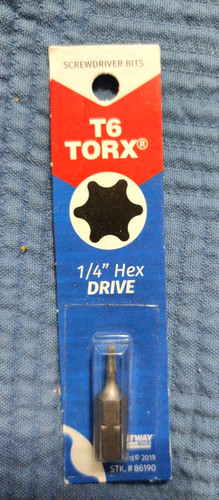 SCREWDRIVER BITS
T6
TORX®
1/4" Hex
DRIVE
2019
STK. # 86190